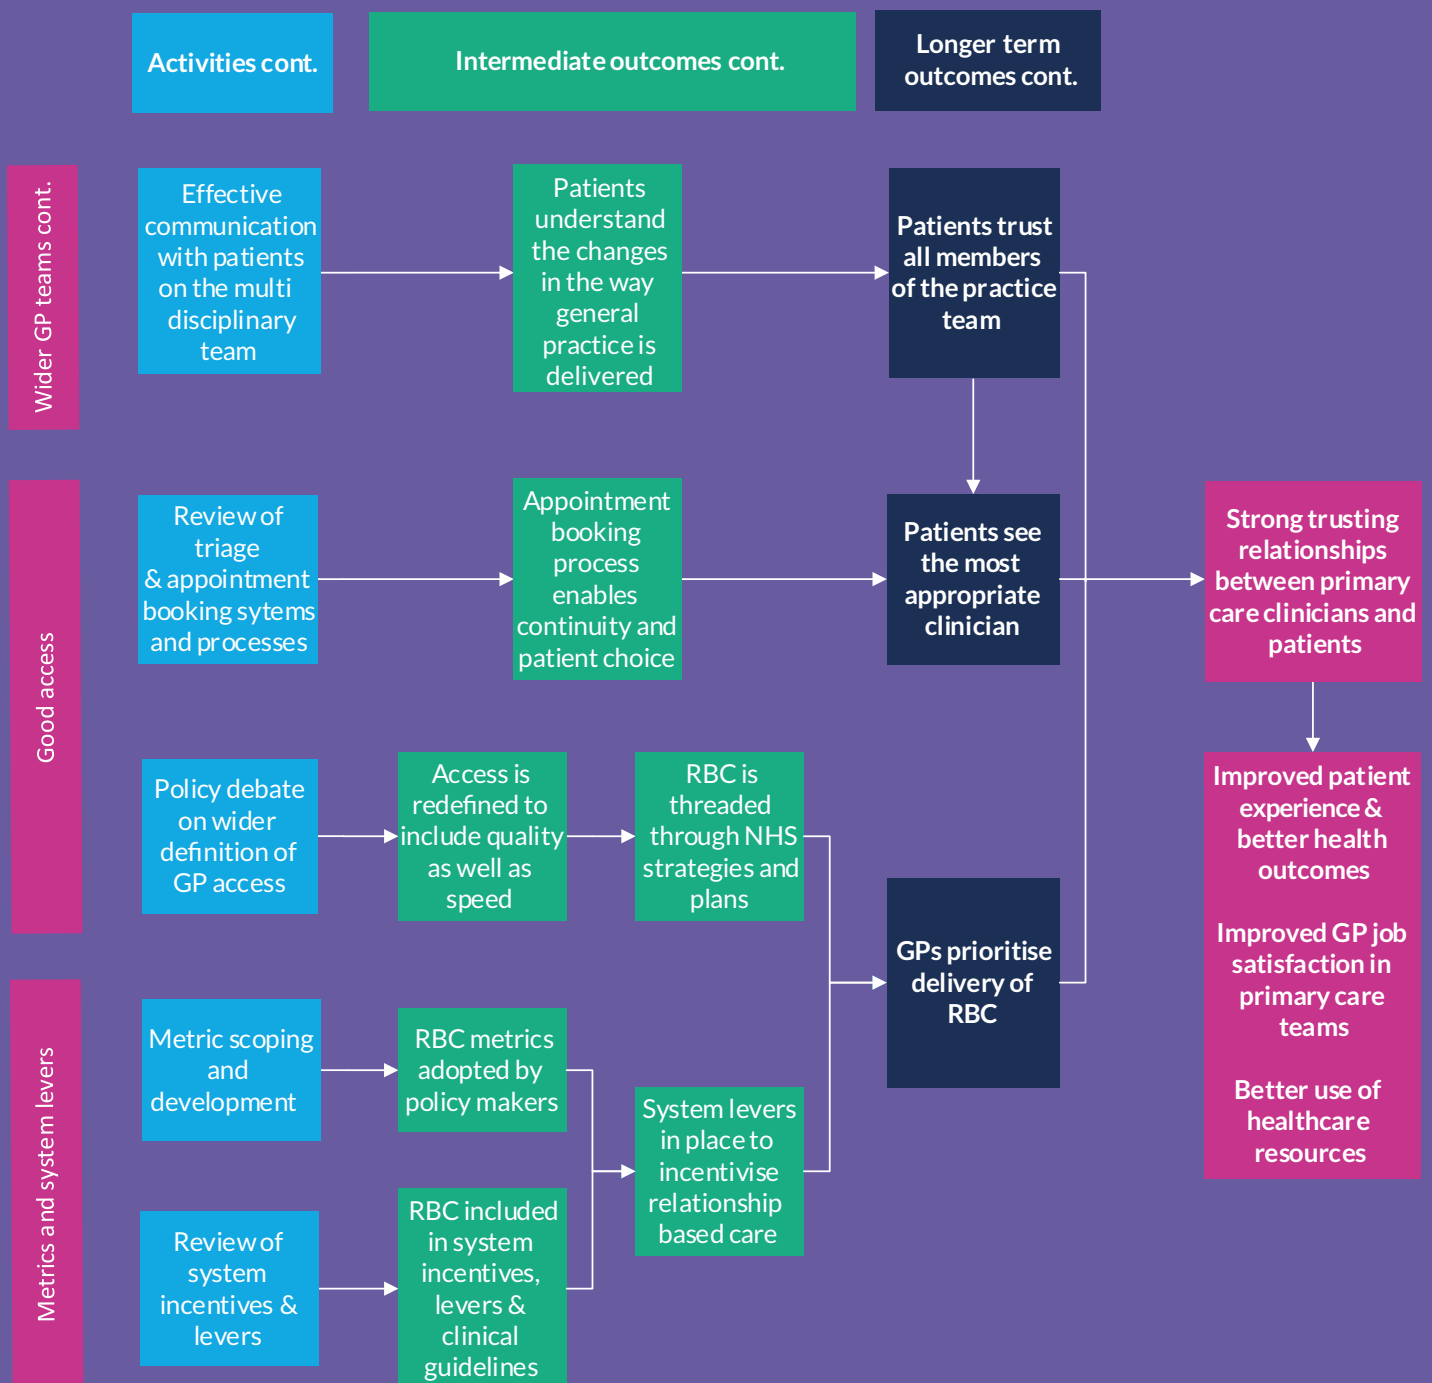 Activities cont.
Intermediate outcomes cont.
Longer term
outcomes cont.
Wider GP teams cont.
Effective
communication
with patients
on the multi
disciplinary
team
Patients
understand
the changes
in the way
general
practice is
delivered
Patients trust
all members
of the practice
team
Good access
Review of
triage
& appointment
booking sytems
and processes
Appointment
booking
process
enables
continuity and
patient choice
Patients see
the most
appropriate
clinician
Strong trusting
relationships
between primary
care clinicians and
patients
Policy debate
on wider
definition of
GP access
Access is
redefined to
include quality
as well as
speed
RBC is
threaded
through NHS
strategies and
plans
GPs prioritise
delivery of
RBC
Improved patient
experience &
better health
outcomes
Improved GP job
satisfaction in
primary care
teams
Better use of
healthcare
resources
Metrics and system levers
Metric scoping
and
development
RBC metrics
adopted by
policy makers
System levers
in place to
incentivise
relationship
based care
Review of
system
incentives &
levers
RBC included
in system
incentives,
levers &
clinical
guidelines